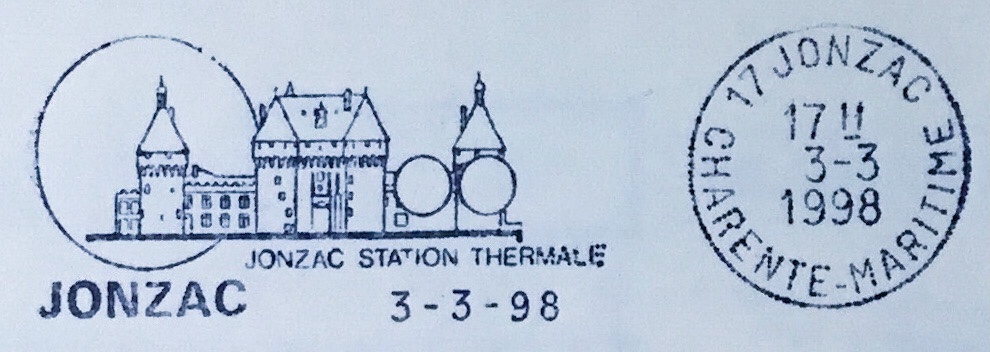 JONZAC STATION THERMALE
JONZAC
3-3-98
17 JONZAC
17 H
3-3
1998
CHARENTE-MARITIME